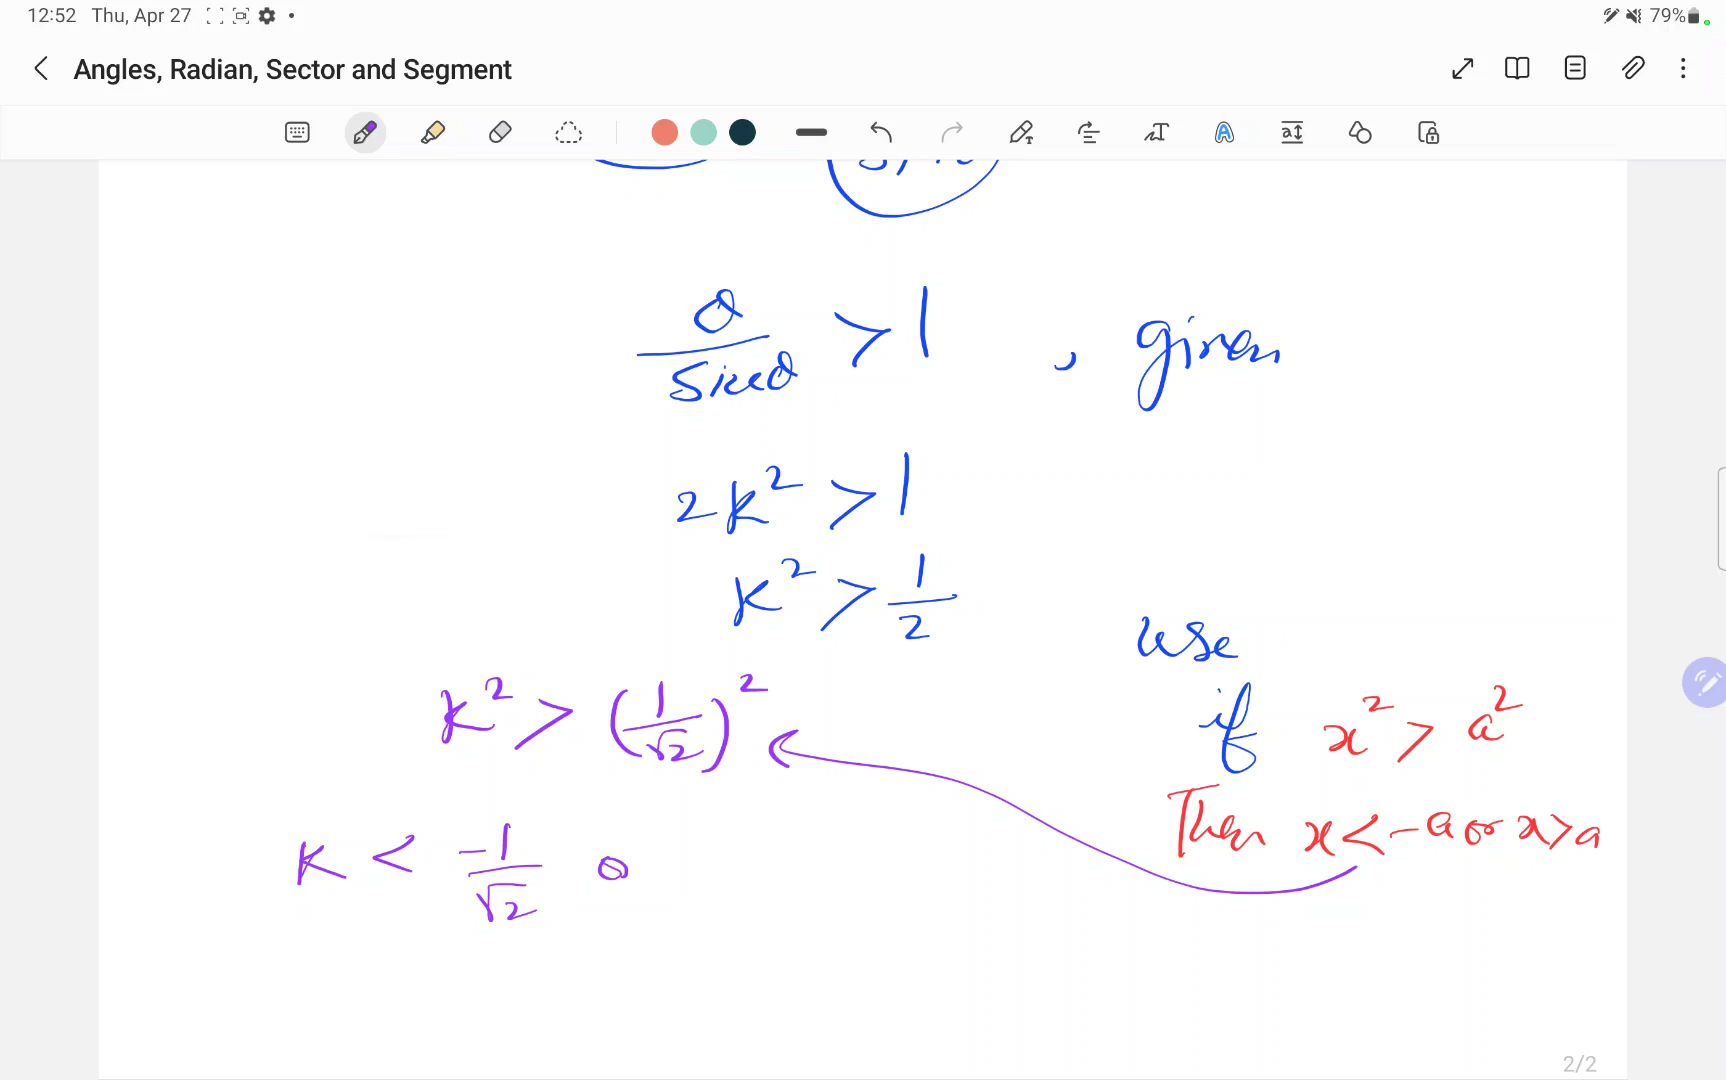 12:52 Thu, Apr 27 79%
Angles, Radian, Sector and Segment
θ/sinθ > 1 , given
2k² > 1
k² > 1/2
use
k² > (1/√2)²
if x² > a²
Then x < -a or x > a
k < -1/√2 o
2/2